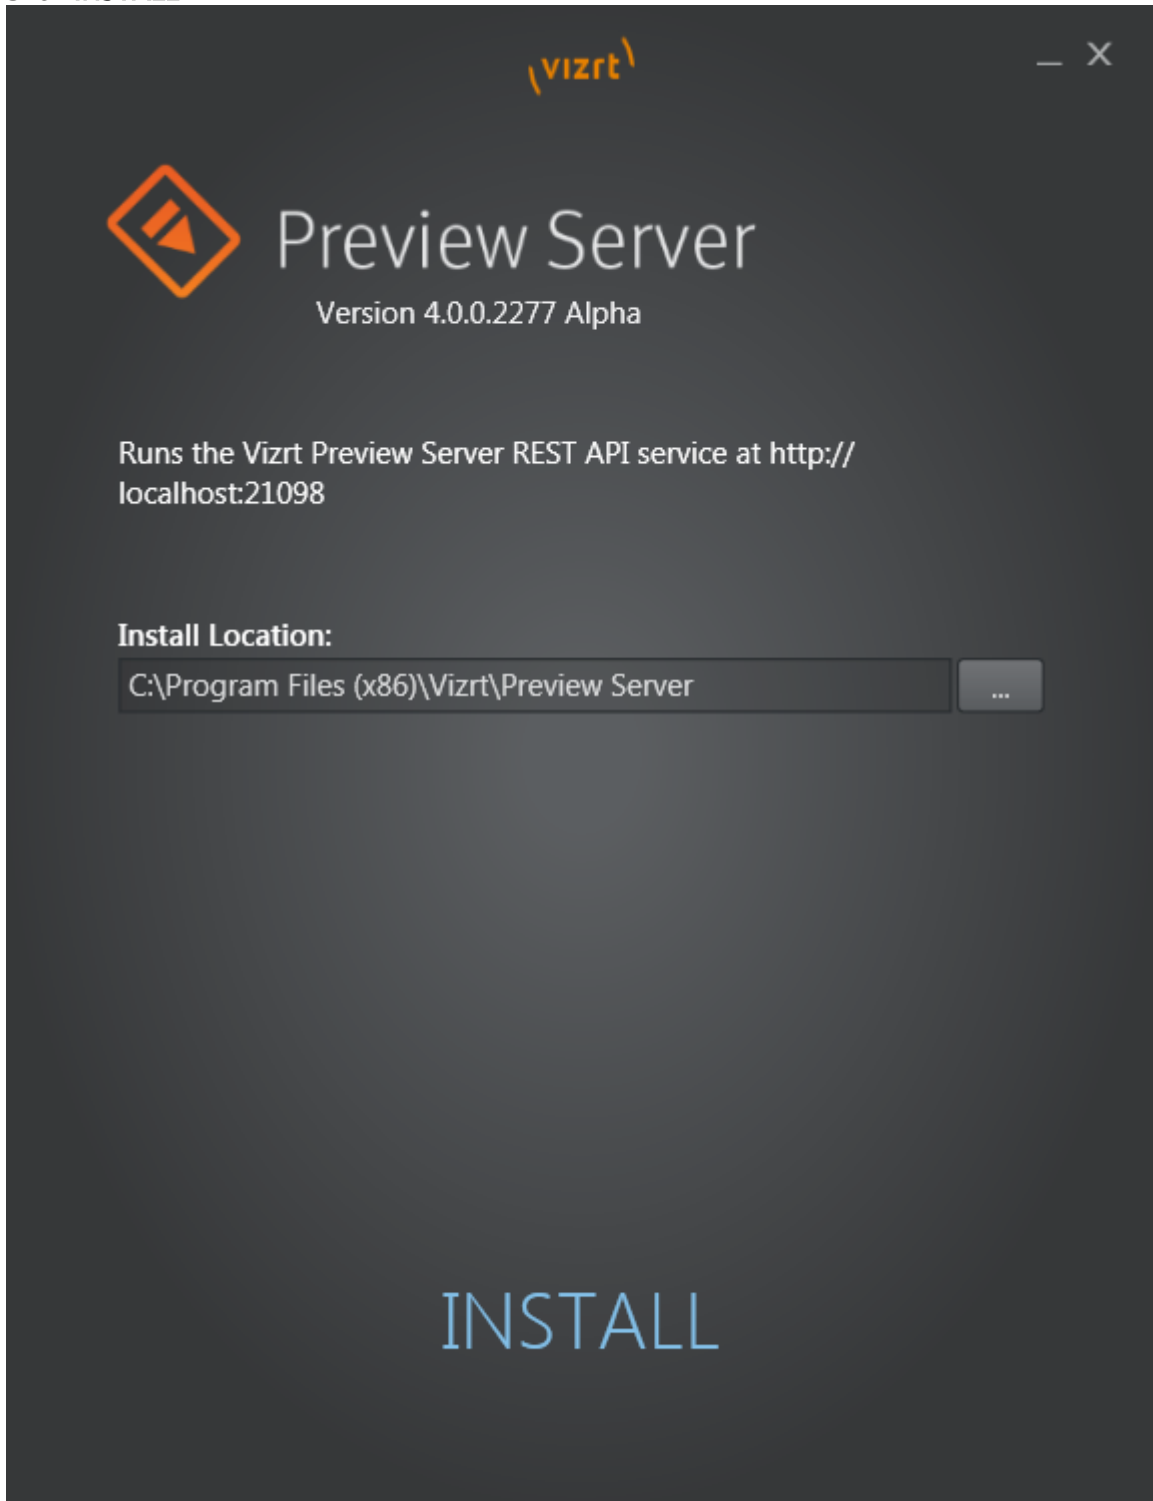 vizrt
Preview Server
Version 4.0.0.2277 Alpha
Runs the Vizrt Preview Server REST API service at http://
localhost:21098
Install Location:
C:\Program Files (x86)\Vizrt\Preview Server
...
INSTALL